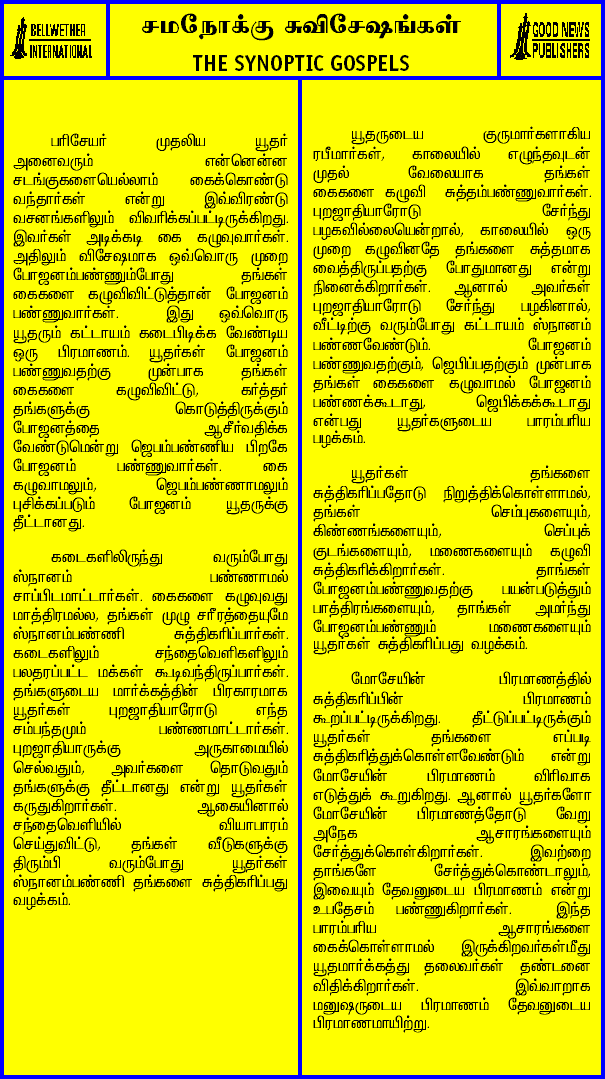 BELLWETHER
INTERNATIONAL
சமநோக்கு சுவிசேஷங்கள்
THE SYNOPTIC GOSPELS
GOOD NEWS
PUBLISHERS
பரிசேயர் முதலிய யூதர்
அனைவரும் என்னென்ன
சடங்குகளையெல்லாம் கைக்கொண்டு
வந்தார்கள் என்று இவ்விரண்டு
வசனங்களிலும் விவரிக்கப்பட்டிருக்கிறது.
இவர்கள் அடிக்கடி கை கழுவுவார்கள்.
அதிலும் விசேஷமாக ஒவ்வொரு முறை
போஜனம்பண்ணும்போது தங்கள்
கைகளை கழுவிவிட்டுத்தான் போஜனம்
பண்ணுவார்கள். இது ஒவ்வொரு
யூதரும் கட்டாயம் கடைபிடிக்க வேண்டிய
ஒரு பிரமாணம். யூதர்கள் போஜனம்
பண்ணுவதற்கு முன்பாக தங்கள்
கைகளை கழுவிவிட்டு, கர்த்தர்
தங்களுக்கு கொடுத்திருக்கும்
போஜனத்தை ஆசீர்வதிக்க
வேண்டுமென்று ஜெபம்பண்ணிய பிறகே
போஜனம் பண்ணுவார்கள். கை
கழுவாமலும், ஜெபம்பண்ணாமலும்
புசிக்கப்படும் போஜனம் யூதருக்கு
தீட்டானது.
கடைகளிலிருந்து வரும்போது
ஸ்நானம் பண்ணாமல்
சாப்பிடமாட்டார்கள். கைகளை கழுவுவது
மாத்திரமல்ல, தங்கள் முழு சரீரத்தையுமே
ஸ்நானம்பண்ணி சுத்திகரிப்பார்கள்.
கடைகளிலும் சந்தைவெளிகளிலும்
பலதரப்பட்ட மக்கள் கூடிவந்திருப்பார்கள்.
தங்களுடைய மார்க்கத்தின் பிரகாரமாக
யூதர்கள் புறஜாதியாரோடு எந்த
சம்பந்தமும் பண்ணமாட்டார்கள்.
புறஜாதியாருக்கு அருகாமையில்
செல்வதும், அவர்களை தொடுவதும்
தங்களுக்கு தீட்டானது என்று யூதர்கள்
கருதுகிறார்கள். ஆகையினால்
சந்தைவெளியில் வியாபாரம்
செய்துவிட்டு, தங்கள் வீடுகளுக்கு
திரும்பி வரும்போது யூதர்கள்
ஸ்நானம்பண்ணி தங்களை சுத்திகரிப்பது
வழக்கம்.
யூதருடைய குருமார்களாகிய
ரபீமார்கள், காலையில் எழுந்தவுடன்
முதல் வேலையாக தங்கள்
கைகளை கழுவி சுத்தம்பண்ணுவார்கள்.
புறஜாதியாரோடு சேர்ந்து
பழகவில்லையென்றால், காலையில் ஒரு
முறை கழுவினதே தங்களை சுத்தமாக
வைத்திருப்பதற்கு போதுமானது என்று
நினைக்கிறார்கள். ஆனால் அவர்கள்
புறஜாதியாரோடு சேர்ந்து பழகினால்,
வீட்டிற்கு வரும்போது கட்டாயம் ஸ்நானம்
பண்ணவேண்டும். போஜனம்
பண்ணுவதற்கும், ஜெபிப்பதற்கும் முன்பாக
தங்கள் கைகளை கழுவாமல் போஜனம்
பண்ணக்கூடாது, ஜெபிக்கக்கூடாது
என்பது யூதர்களுடைய பாரம்பரிய
பழக்கம்.
யூதர்கள் தங்களை
சுத்திகரிப்பதோடு நிறுத்திக்கொள்ளாமல்,
தங்கள் செம்புகளையும்,
கிண்ணங்களையும், செப்புக்
குடங்களையும், மணைகளையும் கழுவி
சுத்திகரிக்கிறார்கள். தாங்கள்
போஜனம்பண்ணுவதற்கு பயன்படுத்தும்
பாத்திரங்களையும், தாங்கள் அமர்ந்து
போஜனம்பண்ணும் மணைகளையும்
யூதர்கள் சுத்திகரிப்பது வழக்கம்.
மோசேயின் பிரமாணத்தில்
சுத்திகரிப்பின் பிரமாணம்
கூறப்பட்டிருக்கிறது. தீட்டுப்பட்டிருக்கும்
யூதர்கள் தங்களை எப்படி
சுத்திகரித்துக்கொள்ளவேண்டும் என்று
மோசேயின் பிரமாணம் விரிவாக
எடுத்துக் கூறுகிறது. ஆனால் யூதர்களோ
மோசேயின் பிரமாணத்தோடு வேறு
அநேக ஆசாரங்களையும்
சேர்த்துக்கொள்கிறார்கள். இவற்றை
தாங்களே சேர்த்துக்கொண்டாலும்,
இவையும் தேவனுடைய பிரமாணம் என்று
உபதேசம் பண்ணுகிறார்கள். இந்த
பாரம்பரிய ஆசாரங்களை
கைக்கொள்ளாமல் இருக்கிறவர்கள்மீது
யூதமார்க்கத்து தலைவர்கள் தண்டனை
விதிக்கிறார்கள். இவ்வாறாக
மனுஷருடைய பிரமாணம் தேவனுடைய
பிரமாணமாயிற்று.